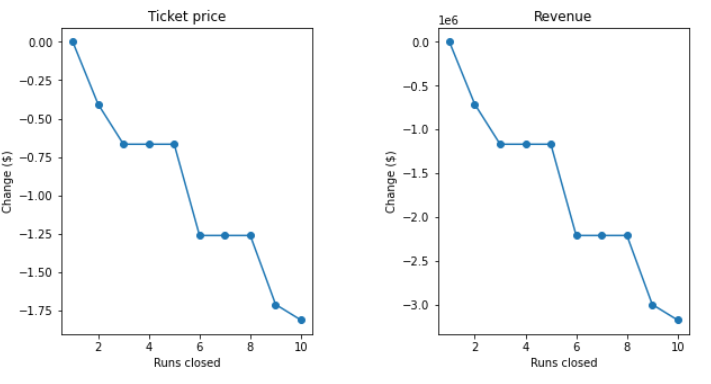 Ticket price
0.00
−0.25
−0.50
−0.75
−1.00
−1.25
−1.50
−1.75
Change ($)
2 4 6 8 10
Runs closed
Revenue
1e6
0.0
−0.5
−1.0
−1.5
−2.0
−2.5
−3.0
Change ($)
2 4 6 8 10
Runs closed